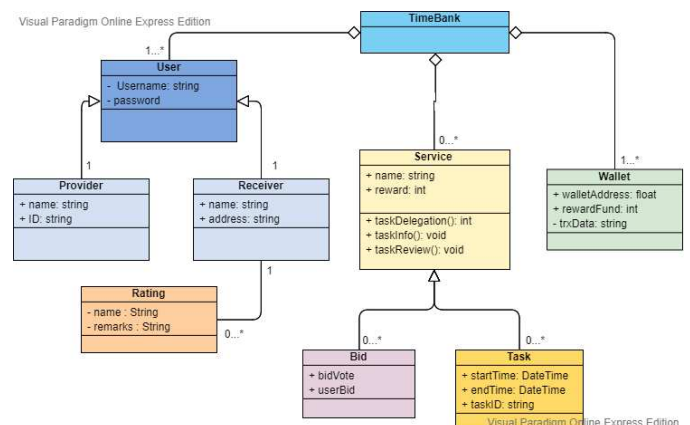 Visual Paradigm Online Express Edition
TimeBank
1...*
User
- Username: string
- password
0...*
Service
+ name: string
+ reward: int
+ taskDelegation(): int
+ taskInfo(): void
+ taskReview(): void
1...*
Wallet
+ walletAddress: float
+ rewardFund: int
- trxData: string
1
Provider
+ name: string
+ ID: string
1
Receiver
+ name: string
+ address: string
1
Rating
- name : String
- remarks : String
0...*
0...*
Bid
+ bidVote
+ userBid
0...*
Task
+ startTime: DateTime
+ endTime: DateTime
+ taskID: string
Visual Paradigm Online Express Edition